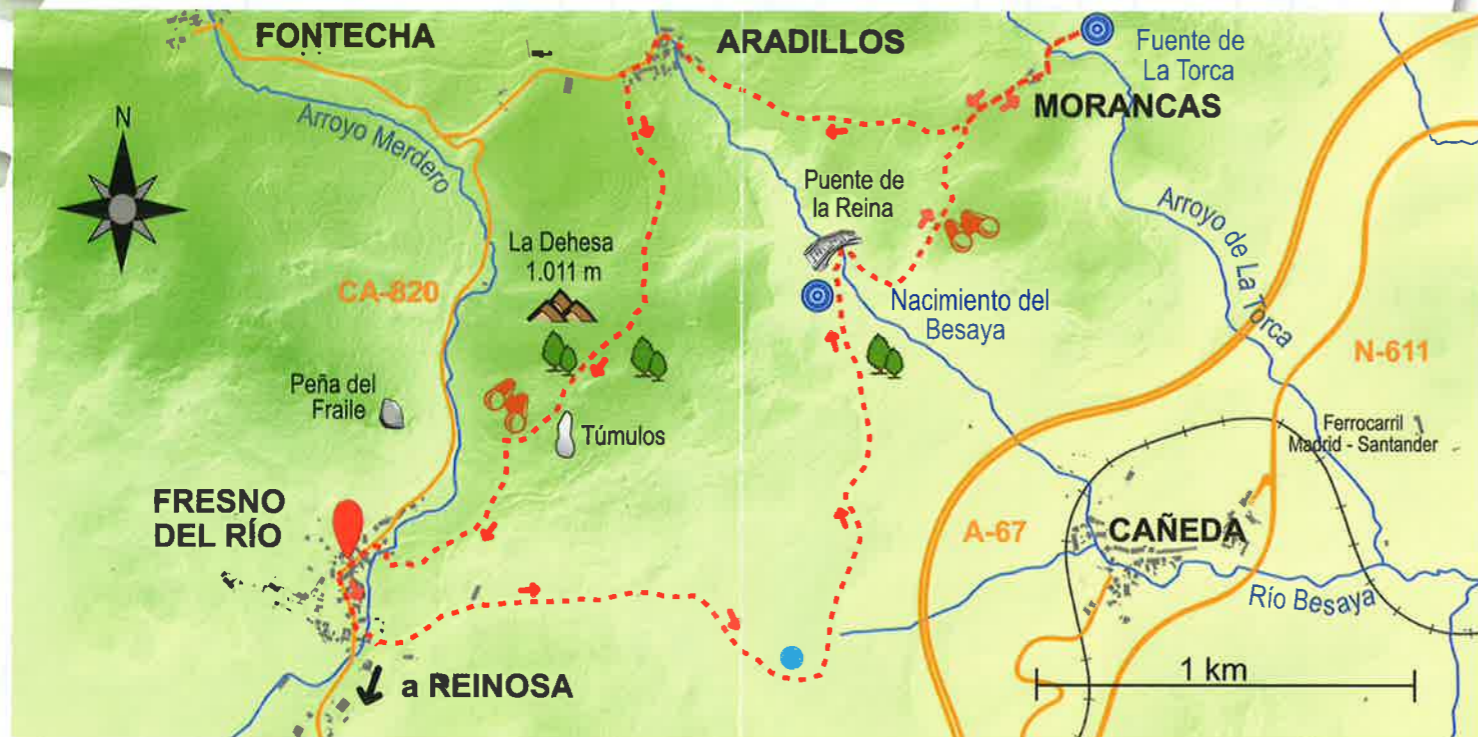 FONTECHA
ARADILLOS
Fuente de
La Torca
MORANCAS
N
Arroyo Merdero
Puente de
la Reina
Arroyo de La Torca
La Dehesa
1.011 m
CA-820
Nacimiento del
Besaya
N-611
Peña del
Fraile
Túmulos
Ferrocarril
Madrid - Santander
FRESNO
DEL RÍO
A-67
CAÑEDA
Río Besaya
1 km
a REINOSA